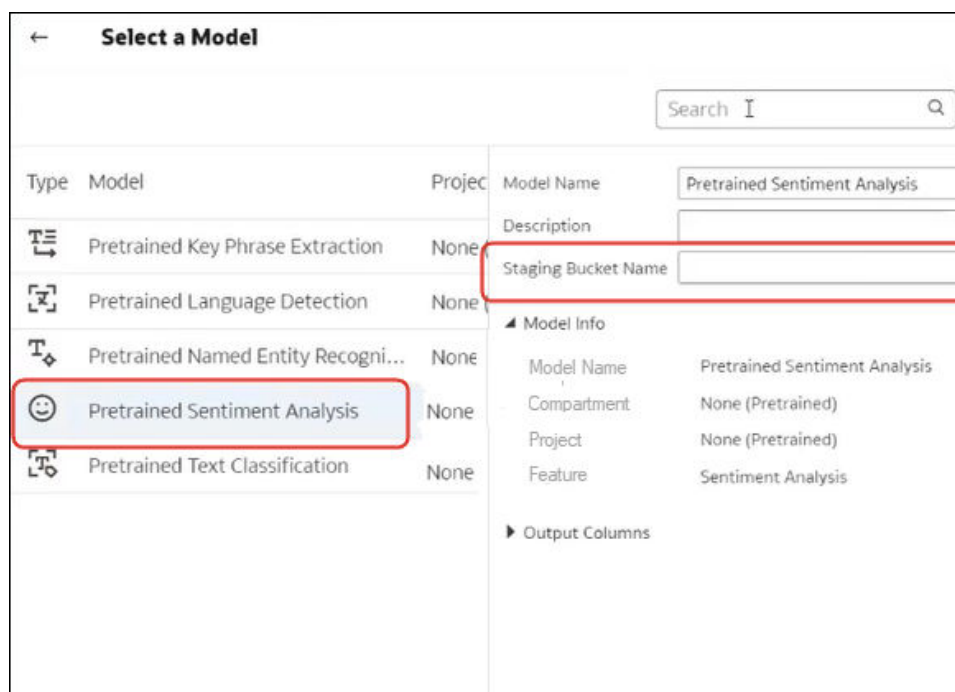 ← Select a Model
Search
Type Model Projec
Pretrained Key Phrase Extraction None (
Pretrained Language Detection None (
Pretrained Named Entity Recogni... None
Pretrained Sentiment Analysis None
Pretrained Text Classification None
Model Name Pretrained Sentiment Analysis
Description
Staging Bucket Name
Model Info
Model Name Pretrained Sentiment Analysis
Compartment None (Pretrained)
Project None (Pretrained)
Feature Sentiment Analysis
Output Columns